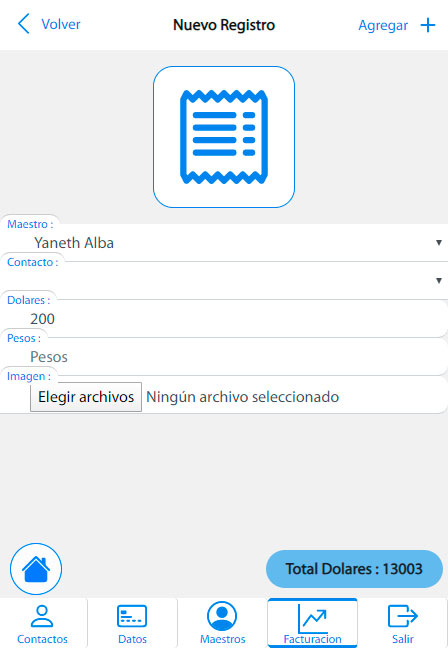 Volver
Nuevo Registro
Agregar +
Maestro :
Yaneth Alba
Contacto :
Dolares :
200
Pesos :
Pesos
Imagen :
Elegir archivos Ningún archivo seleccionado
Total Dolares : 13003
Contactos
Datos
Maestros
Facturacion
Salir